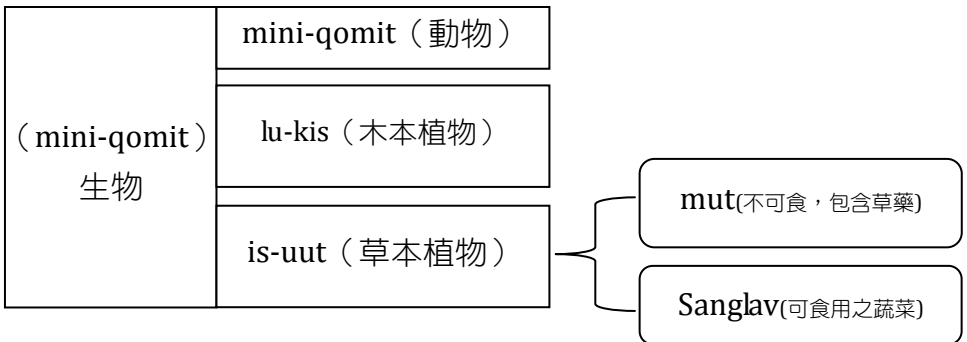 （mini-qomit）
生物
mini-qomit（動物）
lu-kis（木本植物）
is-uut（草本植物）
mut(不可食，包含草藥)
Sanglav(可食用之蔬菜)